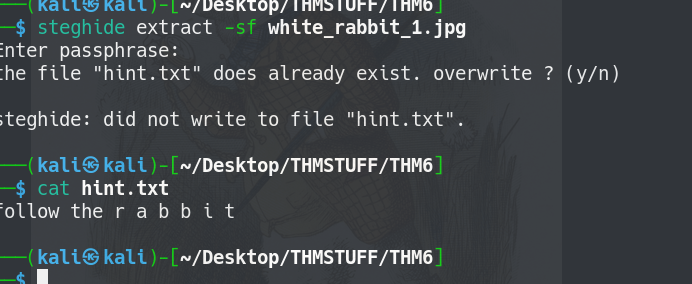 (kali㉿kali)-[~/Desktop/THMSTUFF/THM6]
$ steghide extract -sf white_rabbit_1.jpg
Enter passphrase:
the file "hint.txt" does already exist. overwrite ? (y/n)
steghide: did not write to file "hint.txt".
(kali㉿kali)-[~/Desktop/THMSTUFF/THM6]
$ cat hint.txt
follow the r a b b i t
(kali㉿kali)-[~/Desktop/THMSTUFF/THM6]
$